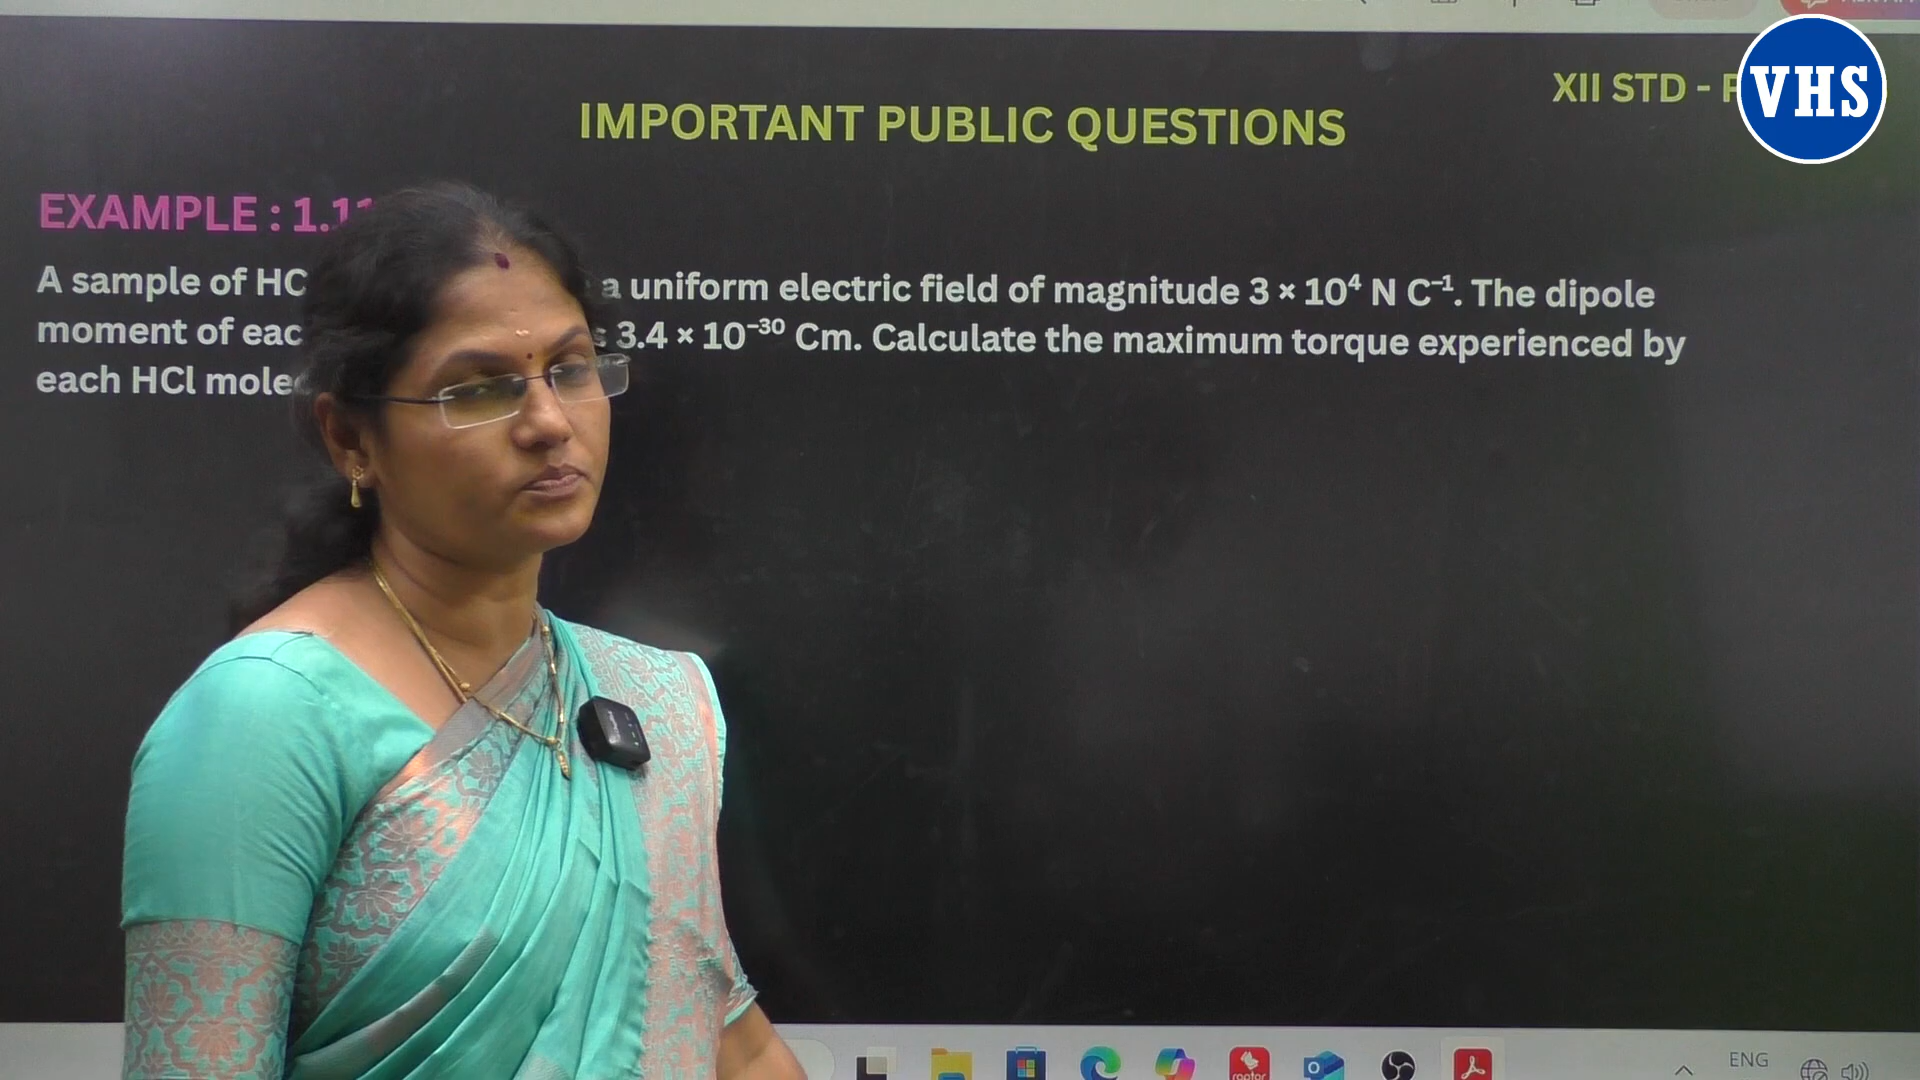 XII STD -
VHS
IMPORTANT PUBLIC QUESTIONS
EXAMPLE : 1.11
A sample of HC a uniform electric field of magnitude 3 × 10⁴ N C⁻¹. The dipole
moment of eac 3.4 × 10⁻³⁰ Cm. Calculate the maximum torque experienced by
each HCl mole
ENG